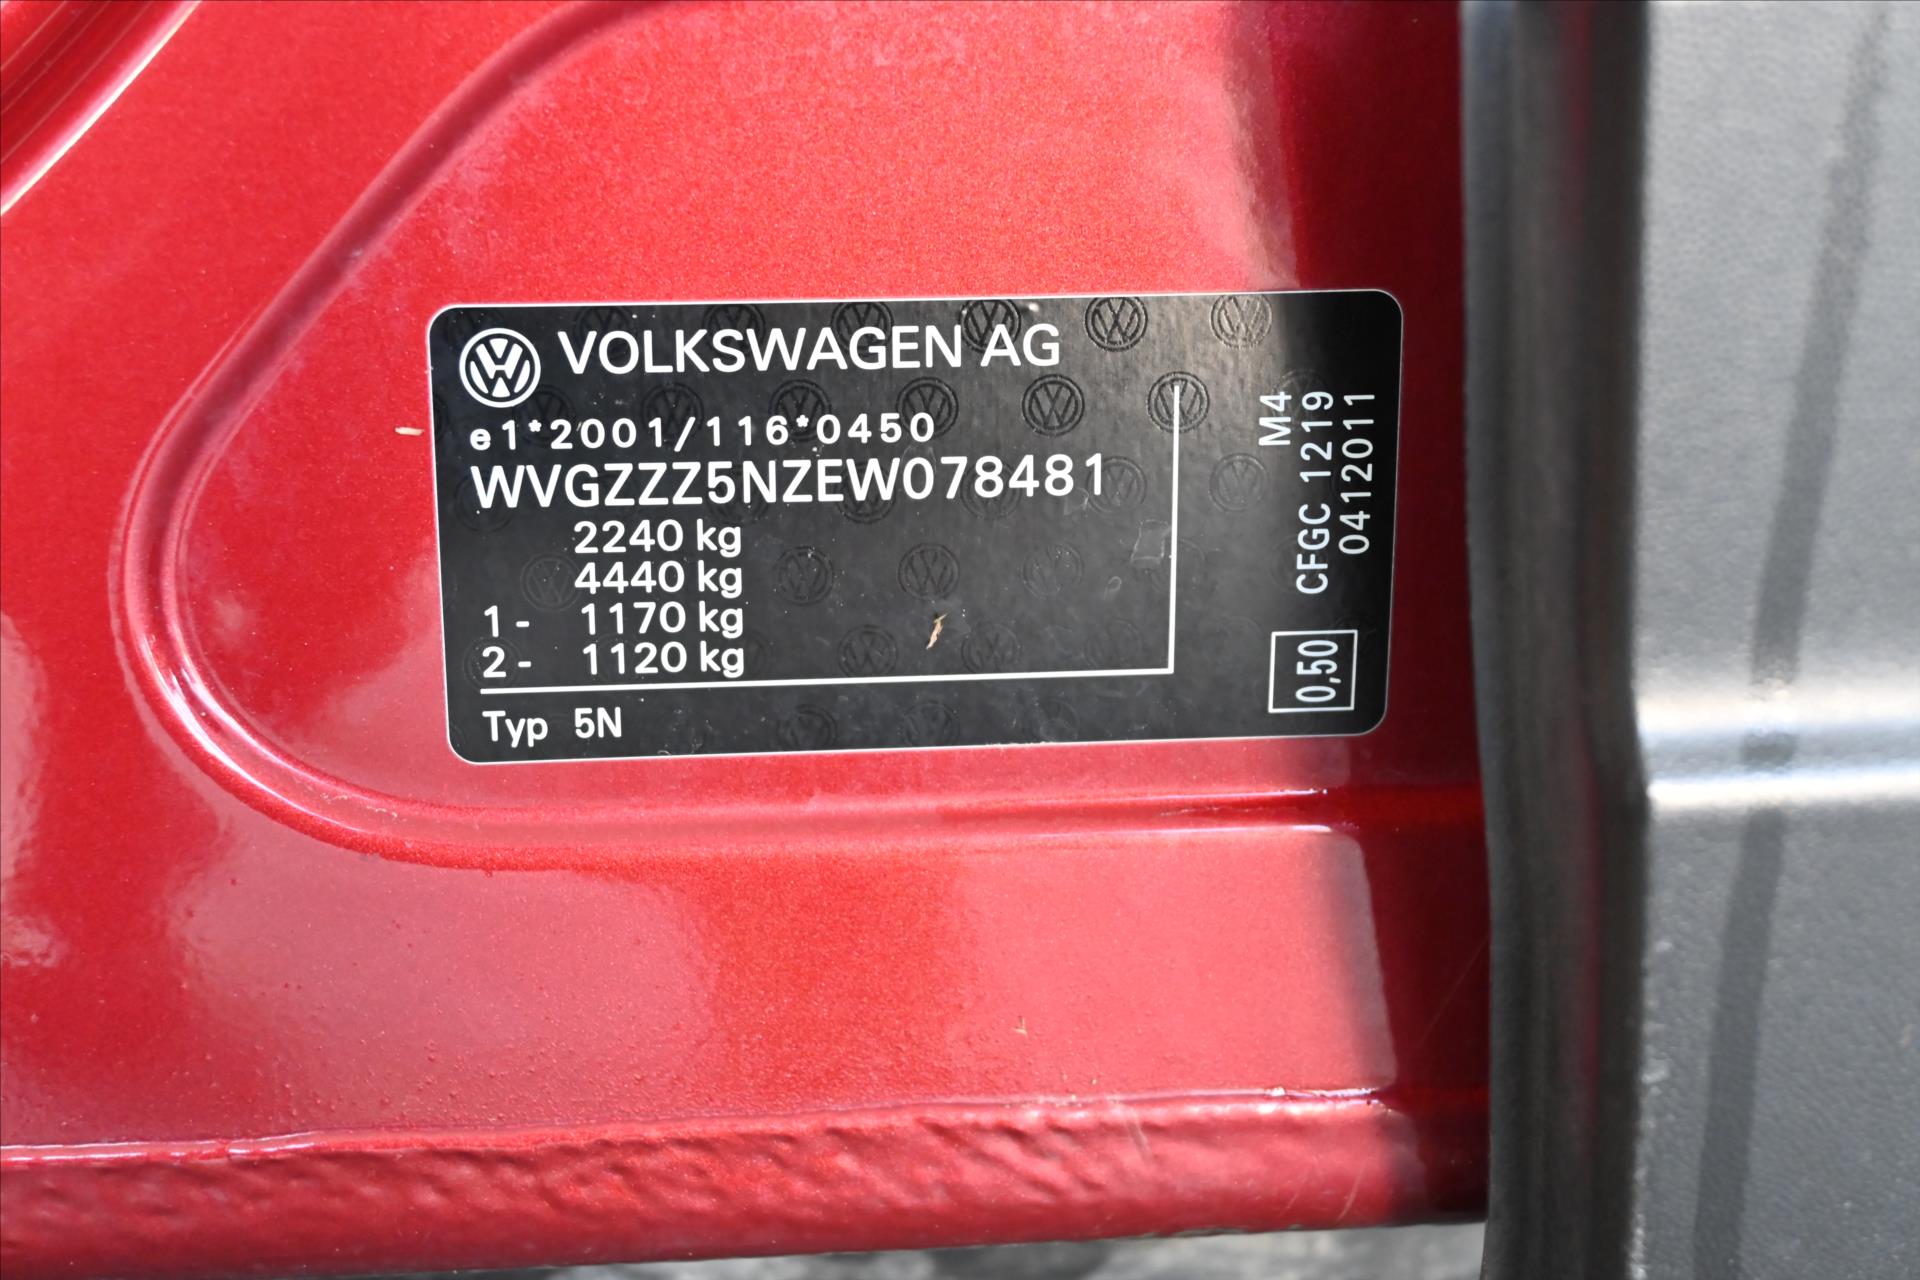 VOLKSWAGEN AG
e1*2001/116*0450
WVGZZZ5NZEW078481
2240 kg
4440 kg
1- 1170 kg
2- 1120 kg
Typ 5N
M4
CFGC 1219
0412011
0,50